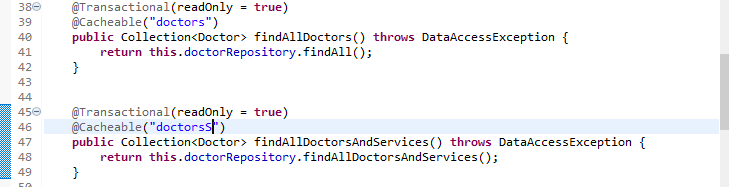 38 @Transactional(readOnly = true)
39 @Cacheable("doctors")
40 public Collection<Doctor> findAllDoctors() throws DataAccessException {
41 return this.doctorRepository.findAll();
42 }
43
44
45 @Transactional(readOnly = true)
46 @Cacheable("doctorsS")
47 public Collection<Doctor> findAllDoctorsAndServices() throws DataAccessException {
48 return this.doctorRepository.findAllDoctorsAndServices();
49 }
50